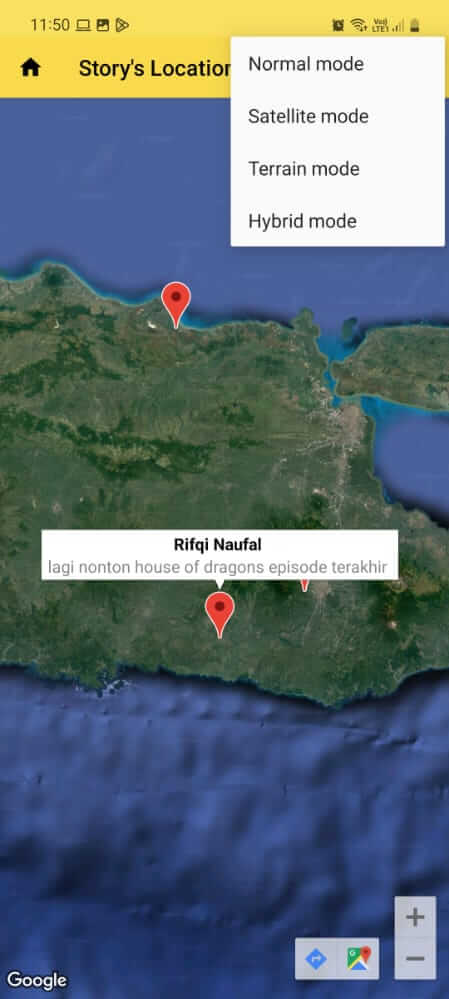 11:50
Voo) LTE1
Story's Location
Normal mode
Satellite mode
Terrain mode
Hybrid mode
Rifqi Naufal
lagi nonton house of dragons episode terakhir
Google